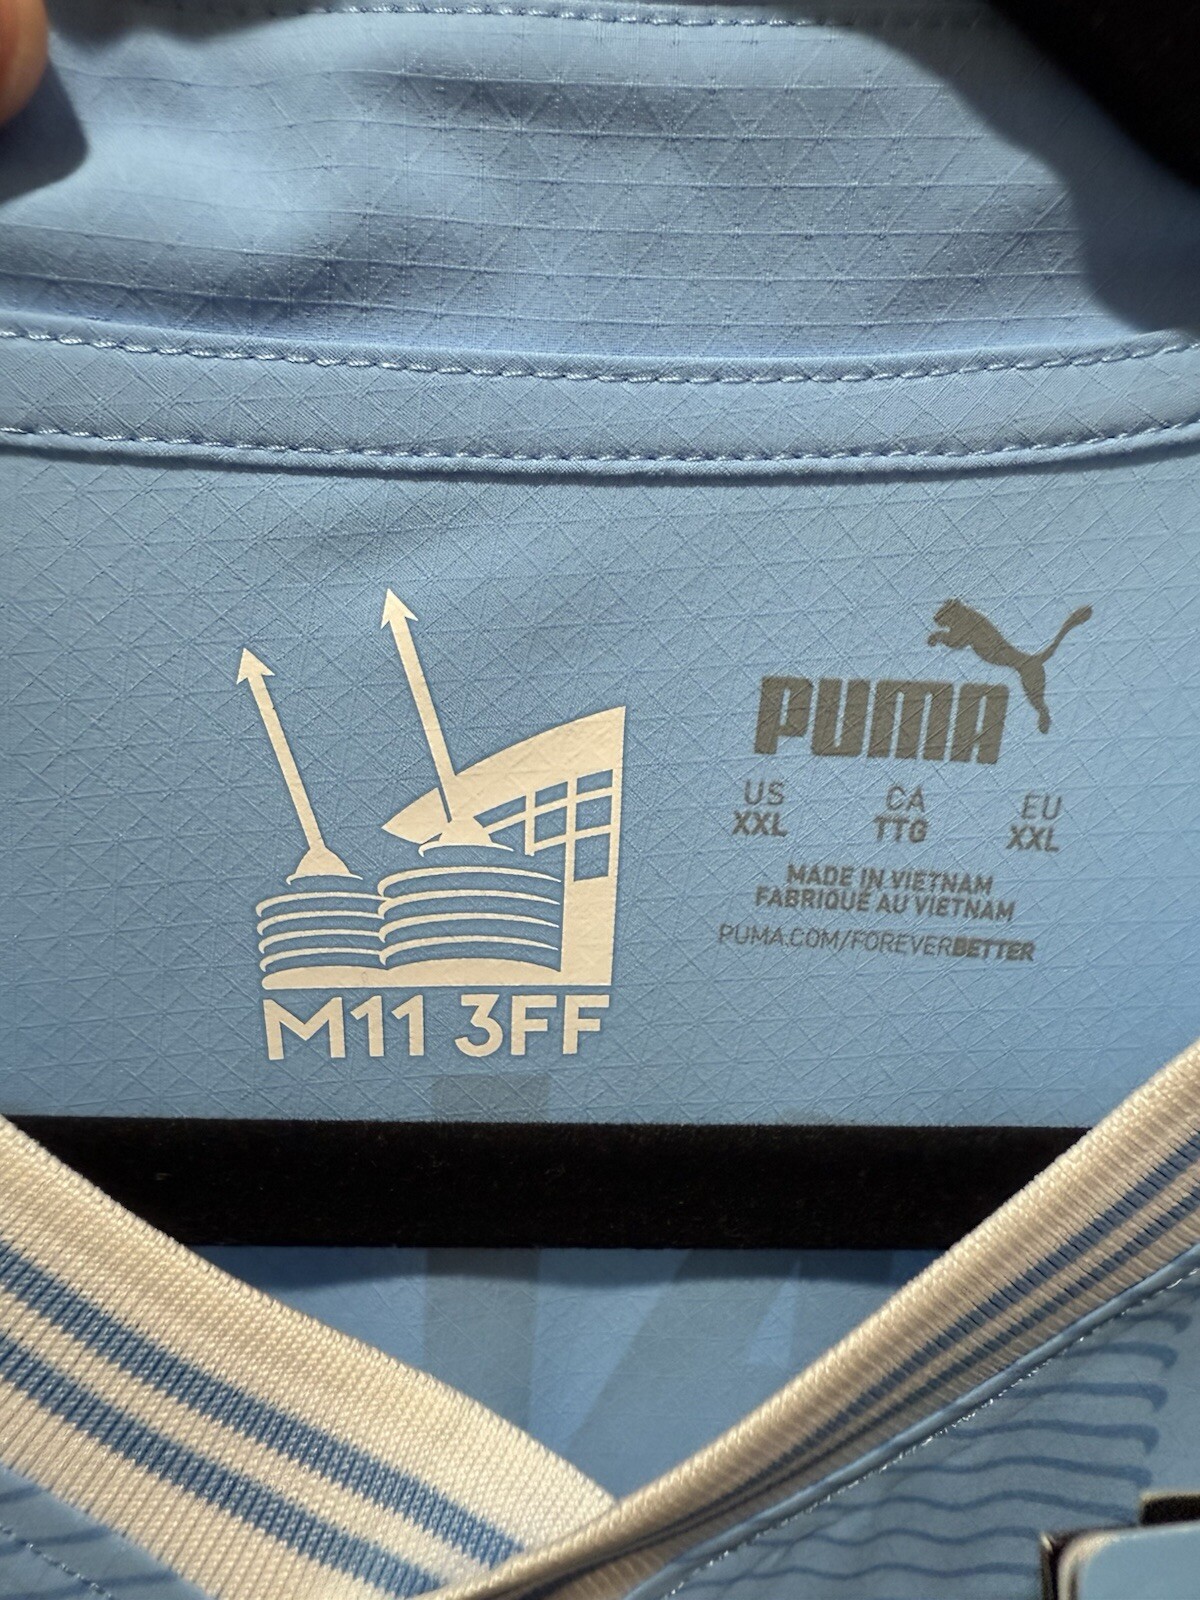 M11 3FF
PUMA
US CA EU
XXL TTG XXL
MADE IN VIETNAM
FABRIQUÉ AU VIETNAM
PUMA.COM/FOREVERBETTER